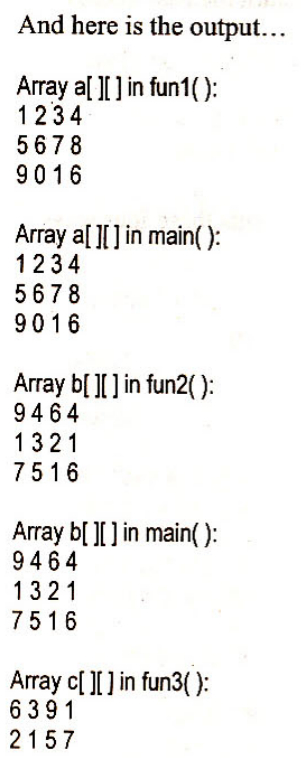 And here is the output...
Array a[ ][ ] in fun1( ):
1 2 3 4
5 6 7 8
9 0 1 6
Array a[ ][ ] in main( ):
1 2 3 4
5 6 7 8
9 0 1 6
Array b[ ][ ] in fun2( ):
9 4 6 4
1 3 2 1
7 5 1 6
Array b[ ][ ] in main( ):
9 4 6 4
1 3 2 1
7 5 1 6
Array c[ ][ ] in fun3( ):
6 3 9 1
2 1 5 7